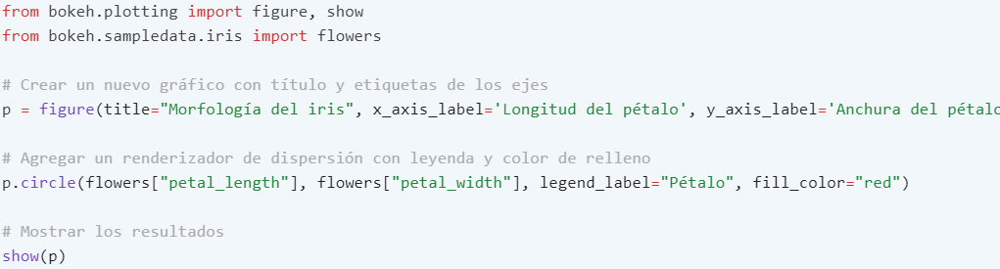 from bokeh.plotting import figure, show
from bokeh.sampledata.iris import flowers
# Crear un nuevo gráfico con título y etiquetas de los ejes
p = figure(title="Morfología del iris", x_axis_label='Longitud del pétalo', y_axis_label='Anchura del pétalo
# Agregar un renderizador de dispersión con leyenda y color de relleno
p.circle(flowers["petal_length"], flowers["petal_width"], legend_label="Pétalo", fill_color="red")
# Mostrar los resultados
show(p)